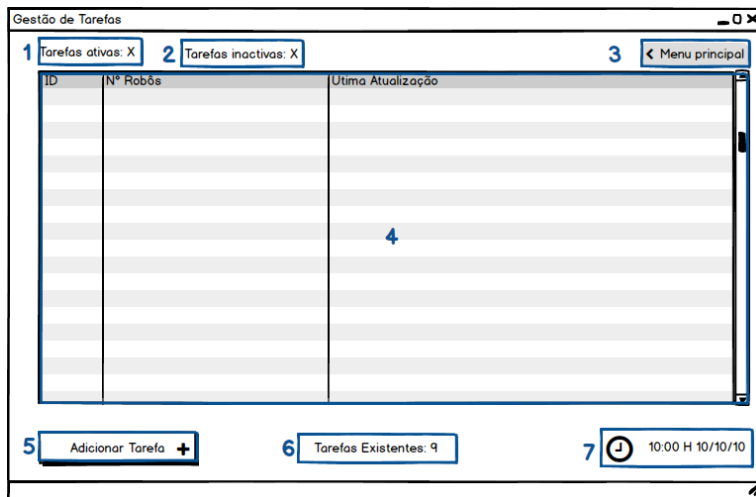 Gestão de Tarefas
1 Tarefas ativas: X 2 Tarefas inactivas: X 3 < Menu principal
ID Nº Robôs Utima Atualização
4
5 Adicionar Tarefa + 6 Tarefas Existentes: 9 7 10:00 H 10/10/10